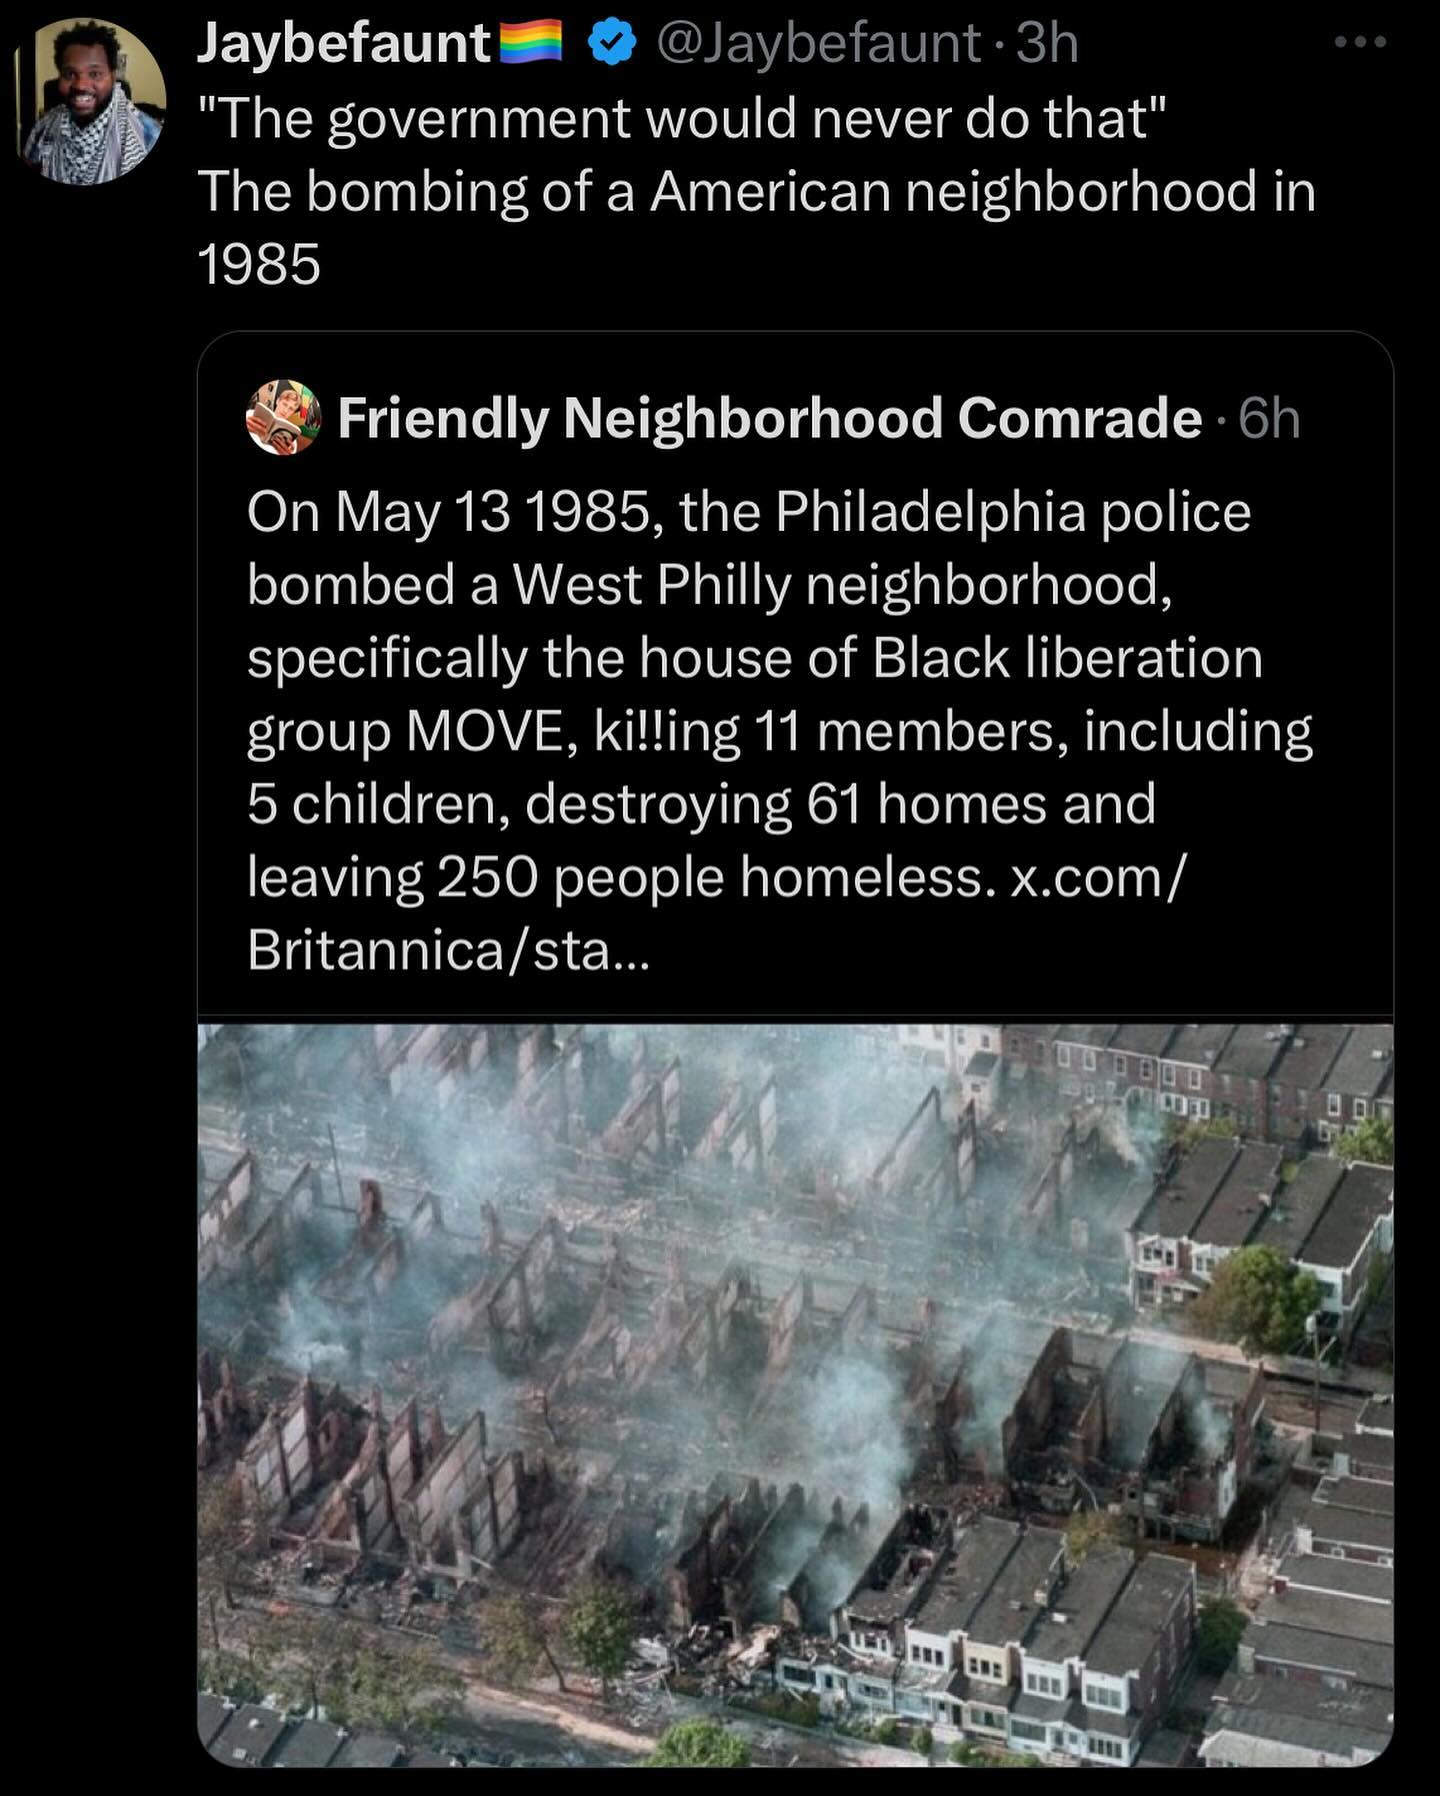 Jaybefaunt🏳️‍🌈 @Jaybefaunt · 3h
"The government would never do that"
The bombing of a American neighborhood in
1985
Friendly Neighborhood Comrade · 6h
On May 13 1985, the Philadelphia police
bombed a West Philly neighborhood,
specifically the house of Black liberation
group MOVE, ki!!ing 11 members, including
5 children, destroying 61 homes and
leaving 250 people homeless. x.com/
Britannica/sta...